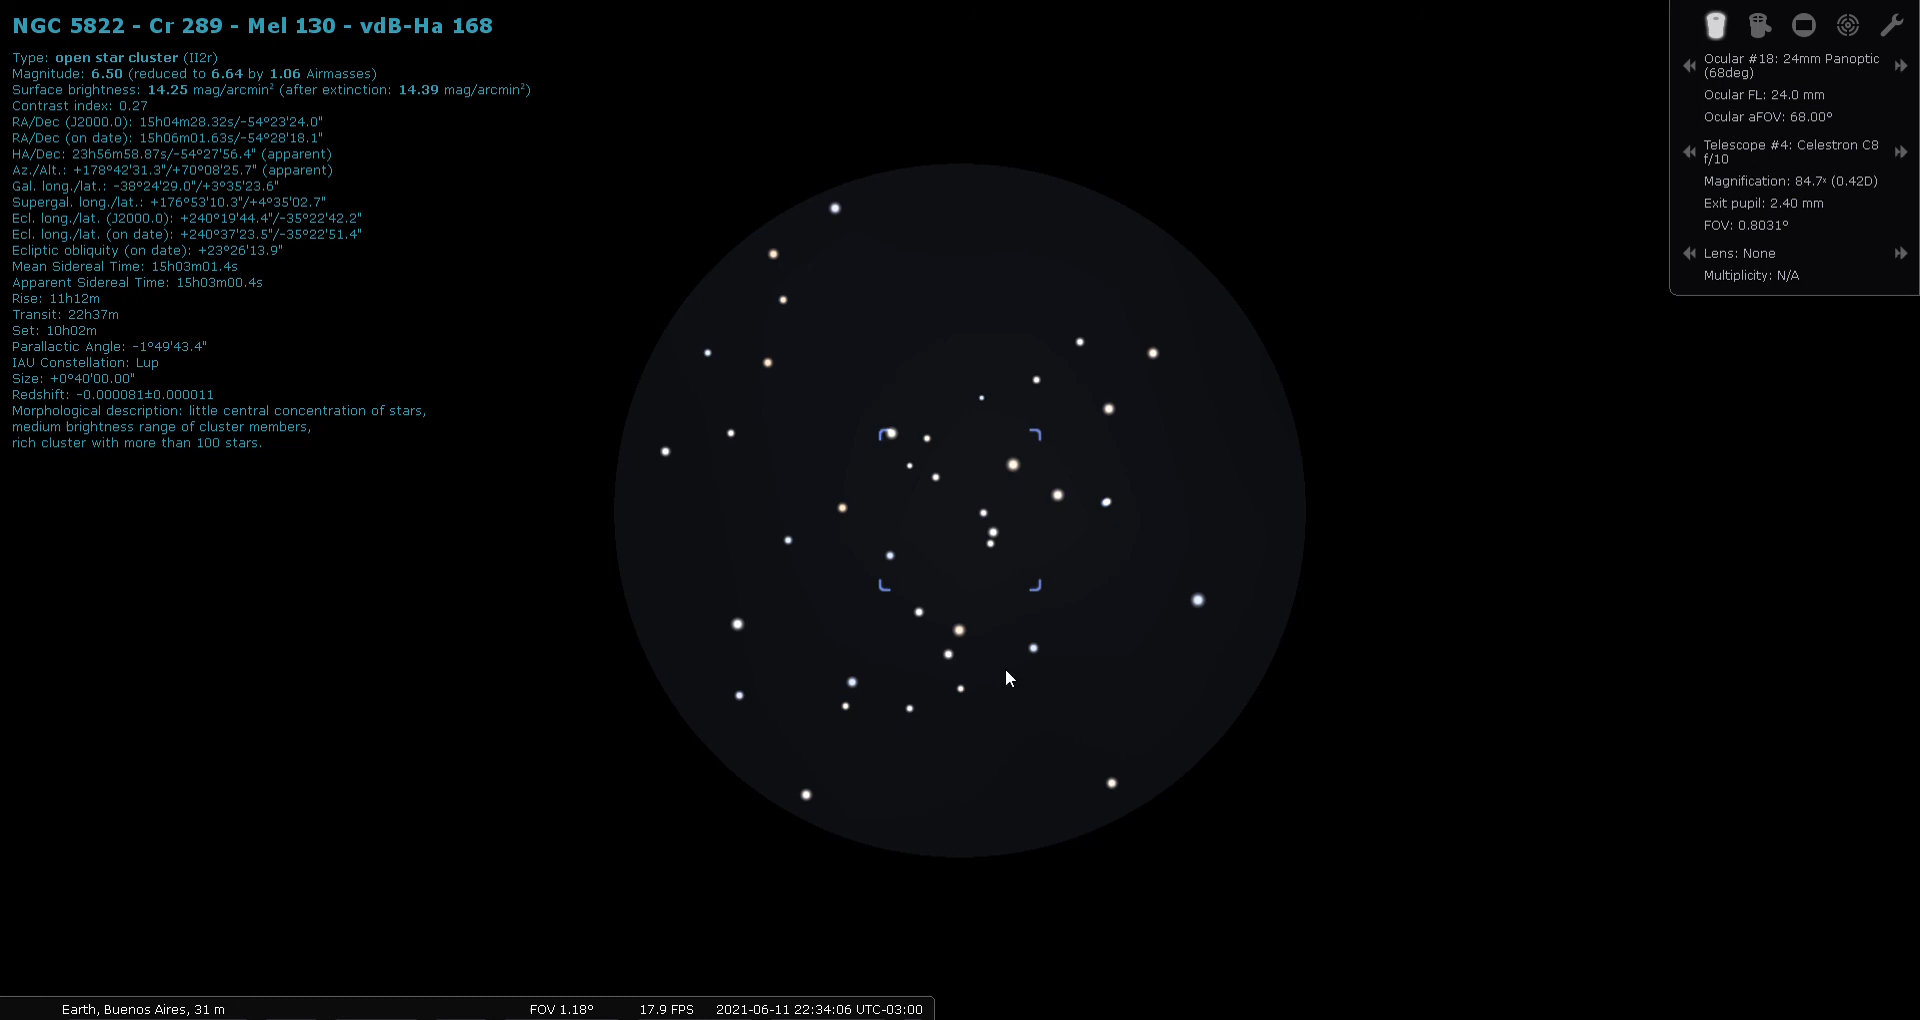 NGC 5822 - Cr 289 - Mel 130 - vdB-Ha 168
Type: open star cluster (II2r)
Magnitude: 6.50 (reduced to 6.64 by 1.06 Airmasses)
Surface brightness: 14.25 mag/arcmin² (after extinction: 14.39 mag/arcmin²)
Contrast index: 0.27
RA/Dec (J2000.0): 15h04m28.32s/-54°23'24.0"
RA/Dec (on date): 15h06m01.63s/-54°28'18.1"
HA/Dec: 23h56m58.87s/-54°27'56.4" (apparent)
Az./Alt.: +178°42'31.3"/+70°08'25.7" (apparent)
Gal. long./lat.: -38°24'29.0"/+3°35'23.6"
Supergal. long./lat.: +176°53'10.3"/+4°35'02.7"
Ecl. long./lat. (J2000.0): +240°19'44.4"/-35°22'42.2"
Ecl. long./lat. (on date): +240°37'23.5"/-35°22'51.4"
Ecliptic obliquity (on date): +23°26'13.9"
Mean Sidereal Time: 15h03m01.4s
Apparent Sidereal Time: 15h03m00.4s
Rise: 11h12m
Transit: 22h37m
Set: 10h02m
Parallactic Angle: -1°49'43.4"
IAU Constellation: Lup
Size: +0°40'00.00"
Redshift: -0.000081±0.000011
Morphological description: little central concentration of stars,
medium brightness range of cluster members,
rich cluster with more than 100 stars.
Ocular #18: 24mm Panoptic
(68deg)
Ocular FL: 24.0 mm
Ocular aFOV: 68.00°
Telescope #4: Celestron C8
f/10
Magnification: 84.7ˣ (0.42D)
Exit pupil: 2.40 mm
FOV: 0.8031°
Lens: None
Multiplicity: N/A
Earth, Buenos Aires, 31 m
FOV 1.18°
17.9 FPS
2021-06-11 22:34:06 UTC-03:00